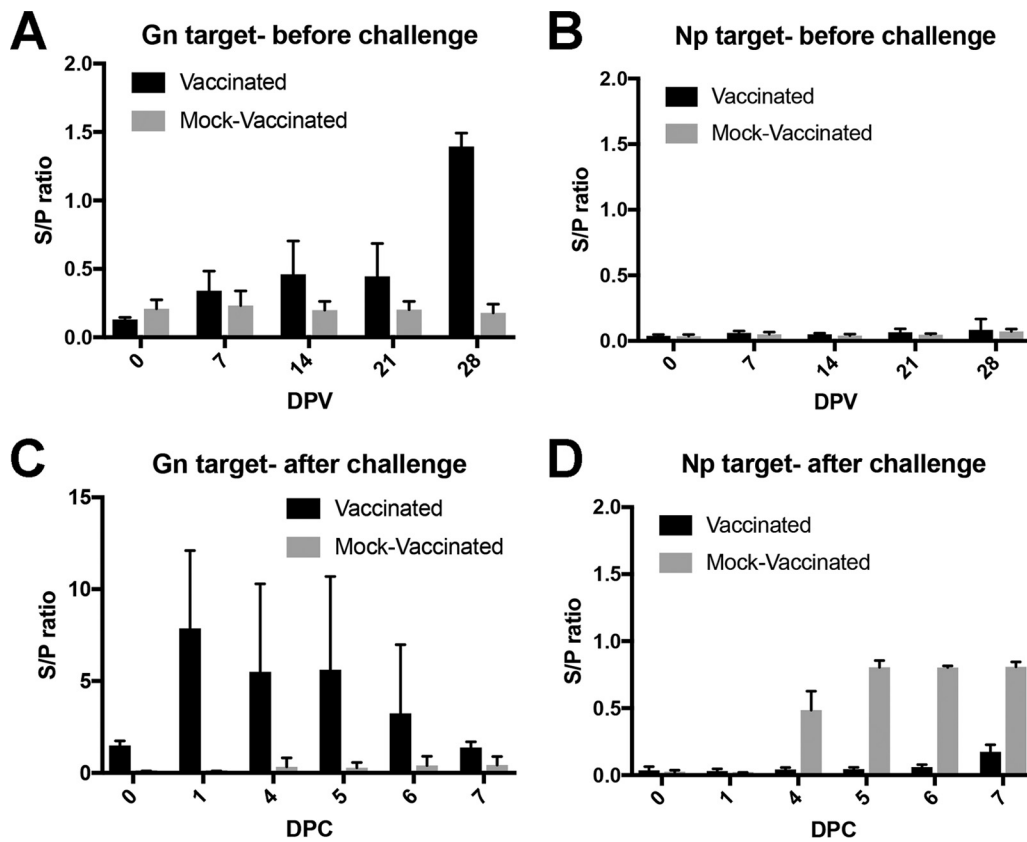 A
Gn target- before challenge
2.0
1.5
1.0
0.5
0.0
S/P ratio
Vaccinated
Mock-Vaccinated
0
7
14
21
28
DPV
B
Np target- before challenge
2.0
1.5
1.0
0.5
0.0
S/P ratio
Vaccinated
Mock-Vaccinated
0
7
14
21
28
DPV
C
Gn target- after challenge
15
10
5
0
S/P ratio
Vaccinated
Mock-Vaccinated
0
1
4
5
6
7
DPC
D
Np target- after challenge
2.0
1.5
1.0
0.5
0.0
S/P ratio
Vaccinated
Mock-Vaccinated
0
1
4
5
6
7
DPC